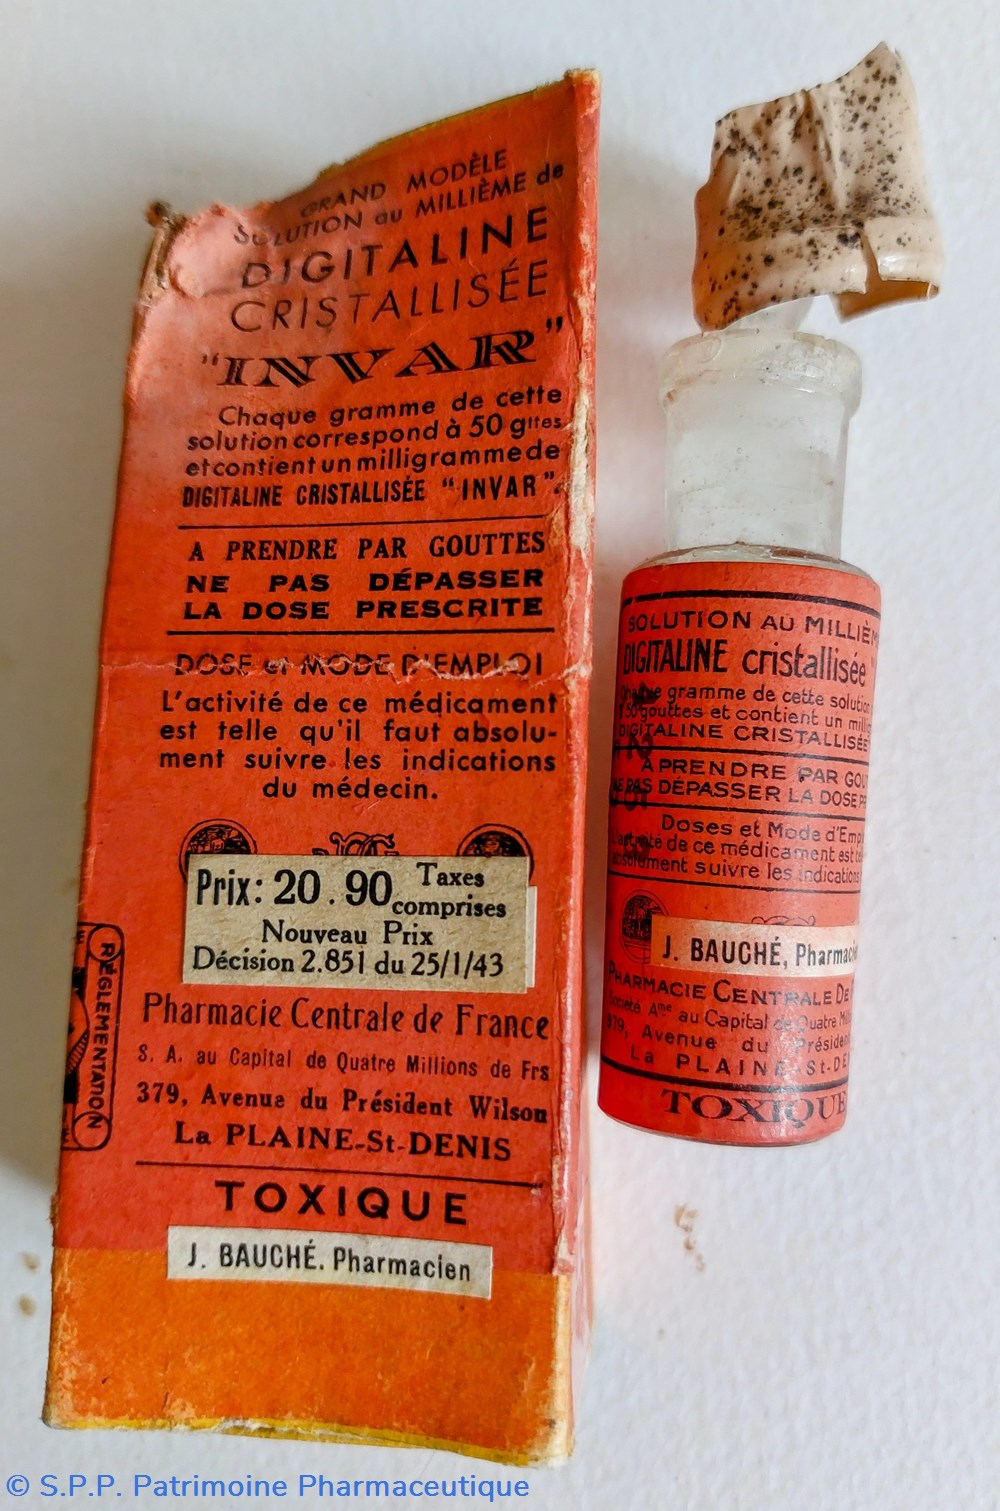 GRAND MODÈLE
SOLUTION au MILLIÈME de
DIGITALINE
CRISTALLISÉE
"INVAR"
Chaque gramme de cette
solution correspond à 50 gttes
et contient un milligramme de
DIGITALINE CRISTALLISÉE "INVAR".
A PRENDRE PAR GOUTTES
NE PAS DÉPASSER
LA DOSE PRESCRITE
DOSE et MODE D'EMPLOI
L'activité de ce médicament
est telle qu'il faut absolu-
ment suivre les indications
du médecin.
Prix: 20.90 Taxes
comprises
Nouveau Prix
Décision 2.851 du 25/1/43
Pharmacie Centrale de France
S. A. au Capital de Quatre Millions de Frs
379, Avenue du Président Wilson
La PLAINE-St-DENIS
TOXIQUE
J. BAUCHÉ. Pharmacien
RÉGLEMENTATION
SOLUTION AU MILLIÈM
DIGITALINE cristallisée "
Chaque gramme de cette solution
50 gouttes et contient un millig
DIGITALINE CRISTALLISÉE
A PRENDRE PAR GOU
NE PAS DÉPASSER LA DOSE P
Doses et Mode d'Emp
L'activité de ce médicament est
absolument suivre les indications
J. BAUCHÉ, Pharmacie
PHARMACIE CENTRALE DE
Société Ame au Capital de Quatre Mill
379, Avenue du Présiden
La PLAINE-St-DE
TOXIQUE
© S.P.P. Patrimoine Pharmaceutique